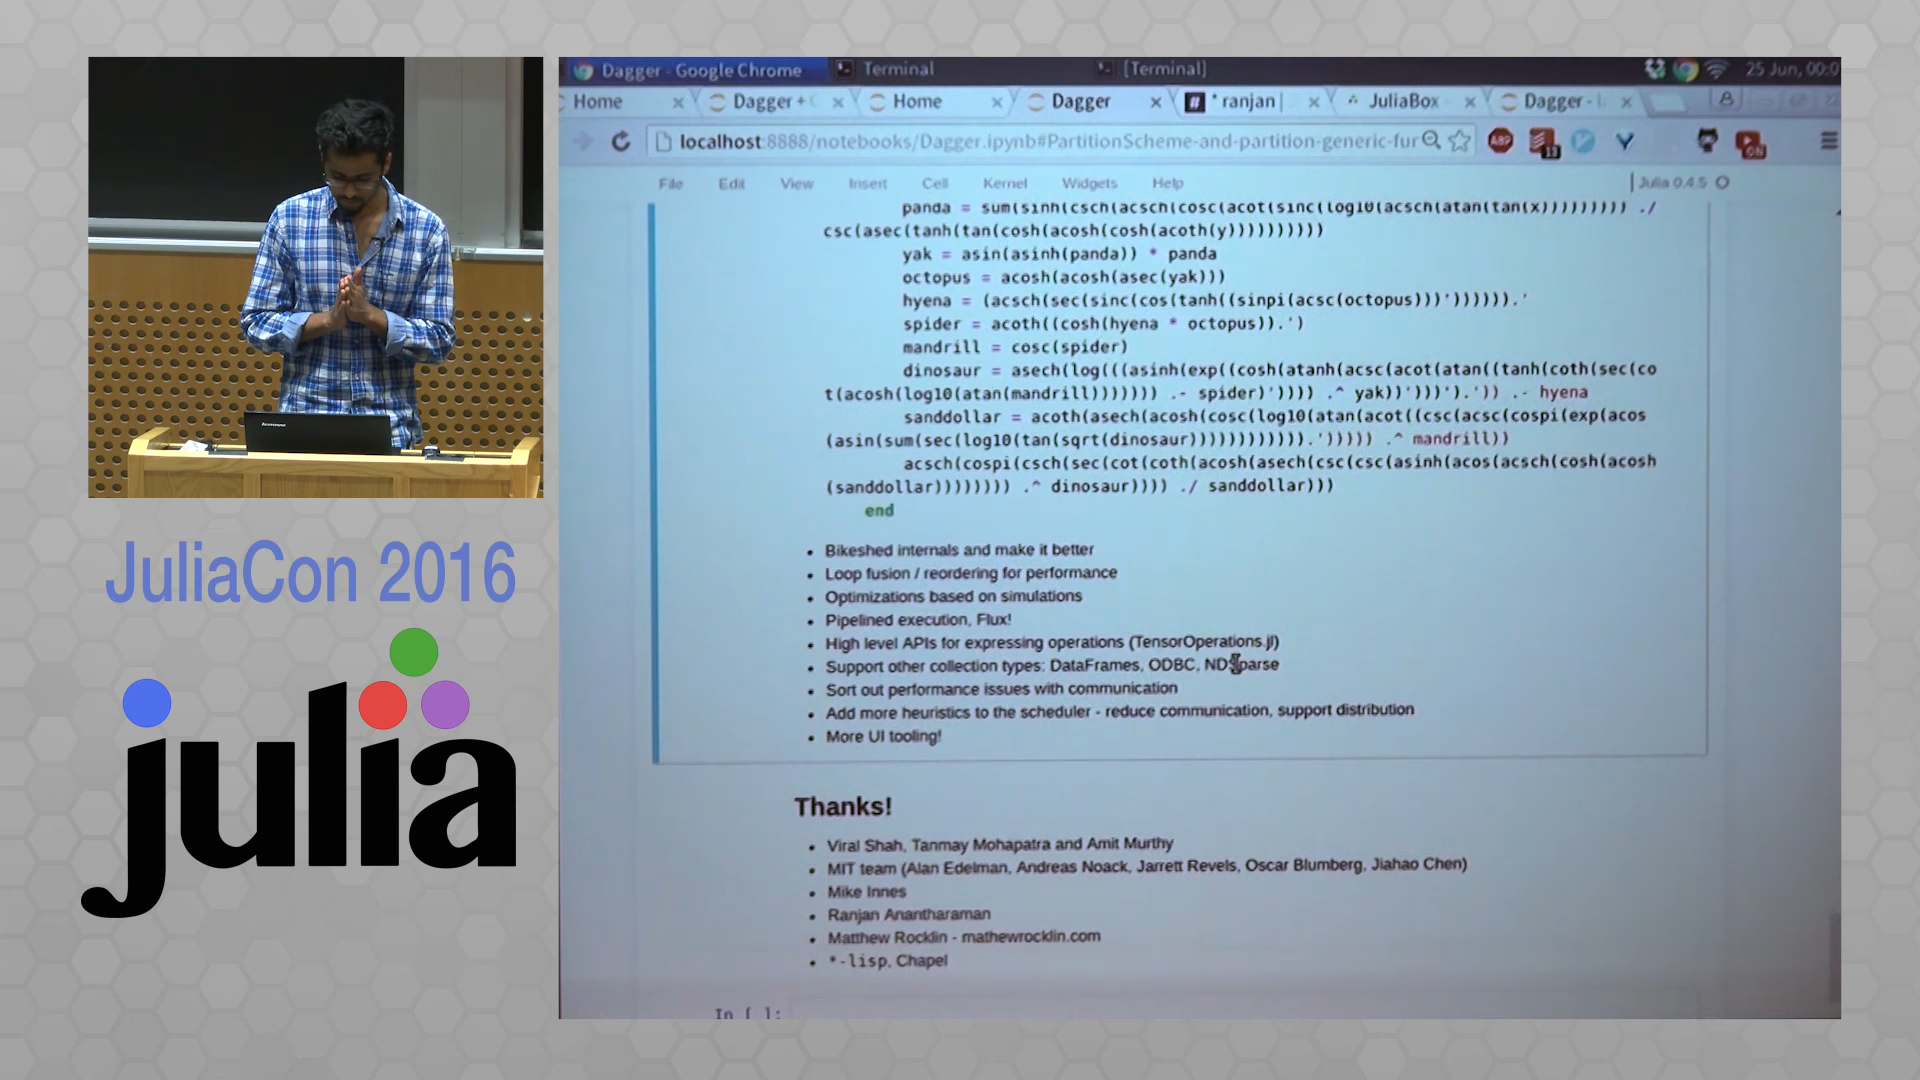 Dagger - Google Chrome
Terminal
[Terminal]
25 Jun, 00:0
Home
Dagger +
Home
Dagger
* ranjan |
JuliaBox
Dagger -
localhost:8888/notebooks/Dagger.ipynb#PartitionScheme-and-partition-generic-fur
ABP
13
ON
File Edit View Insert Cell Kernel Widgets Help
Julia 0.4.5
panda = sum(sinh(csch(acsch(cosc(acot(sinc(log10(acsch(atan(tan(x)))))))))) ./
csc(asec(tanh(tan(cosh(acosh(cosh(acoth(y))))))))))
yak = asin(asinh(panda)) * panda
octopus = acosh(acosh(asec(yak)))
hyena = (acsch(sec(sinc(cos(tanh((sinpi(acsc(octopus)))')))))).'
spider = acoth((cosh(hyena * octopus)).')
mandrill = cosc(spider)
dinosaur = asech(log(((asinh(exp((cosh(atanh(acsc(acot(atan((tanh(coth(sec(co
t(acosh(log10(atan(mandrill))))))) .- spider)')))) .^ yak))')))').')) .- hyena
sanddollar = acoth(asech(acosh(cosc(log10(atan(acot((csc(acsc(cospi(exp(acos
(asin(sum(sec(log10(tan(sqrt(dinosaur)))))))))))).'))))) .^ mandrill))
acsch(cospi(csch(sec(cot(coth(acosh(asech(csc(csc(asinh(acos(acsch(cosh(acosh
(sanddollar)))))))) .^ dinosaur)))) ./ sanddollar)))
end
• Bikeshed internals and make it better
• Loop fusion / reordering for performance
• Optimizations based on simulations
• Pipelined execution, Flux!
• High level APIs for expressing operations (TensorOperations.jl)
• Support other collection types: DataFrames, ODBC, NDSparse
• Sort out performance issues with communication
• Add more heuristics to the scheduler - reduce communication, support distribution
• More UI tooling!
Thanks!
• Viral Shah, Tanmay Mohapatra and Amit Murthy
• MIT team (Alan Edelman, Andreas Noack, Jarrett Revels, Oscar Blumberg, Jiahao Chen)
• Mike Innes
• Ranjan Anantharaman
• Matthew Rocklin - mathewrocklin.com
• *-lisp, Chapel
In [ ]:
lenovo
JuliaCon 2016
julia